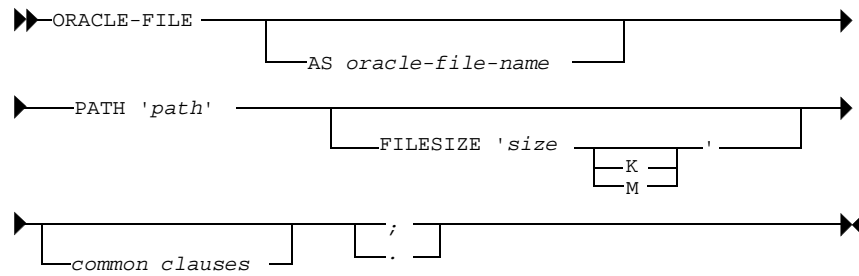 ORACLE-FILE
AS oracle-file-name
PATH 'path'
FILESIZE 'size '
K
M
;
common clauses .